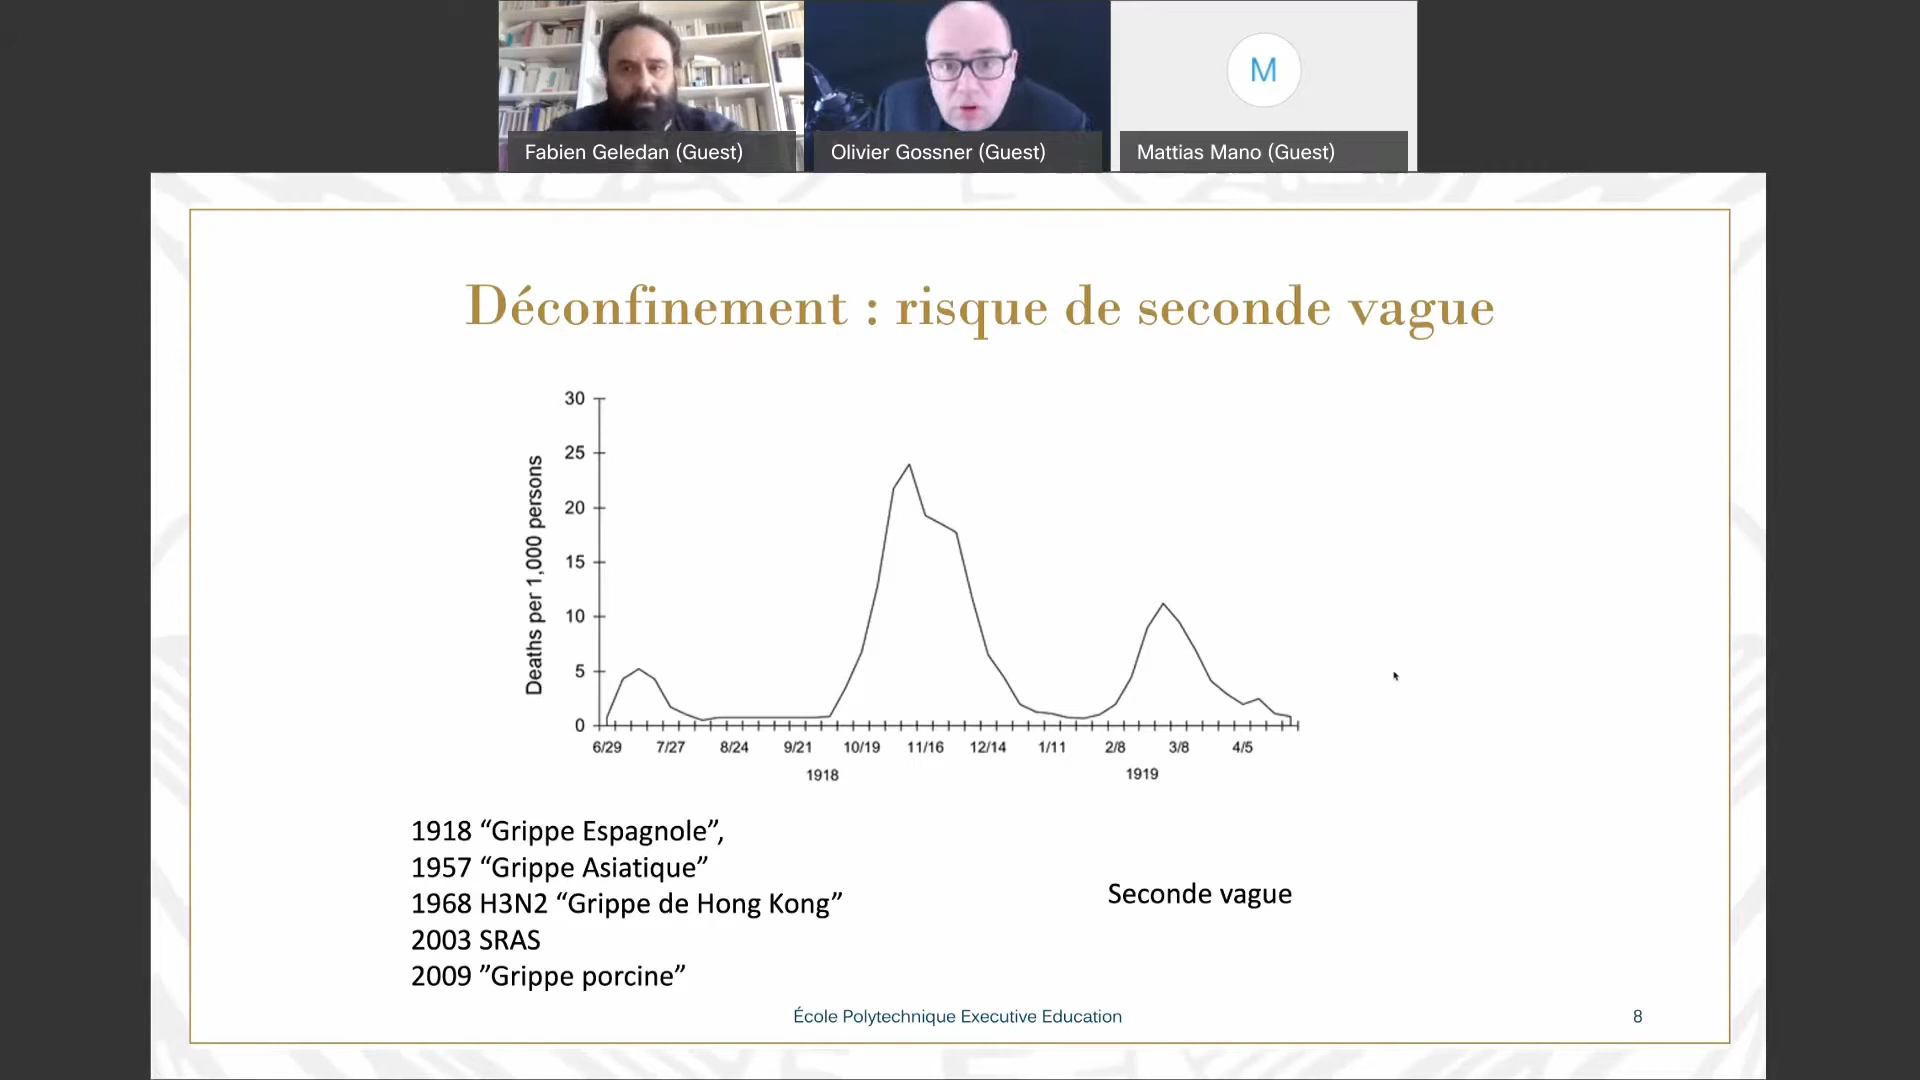 M
Fabien Geledan (Guest)
Olivier Gossner (Guest)
Mattias Mano (Guest)
Déconfinement : risque de seconde vague
Deaths per 1,000 persons
30
25
20
15
10
5
0
6/29 7/27 8/24 9/21 10/19 11/16 12/14 1/11 2/8 3/8 4/5
1918 1919
1918 “Grippe Espagnole”,
1957 “Grippe Asiatique”
1968 H3N2 “Grippe de Hong Kong”
2003 SRAS
2009 ”Grippe porcine”
Seconde vague
École Polytechnique Executive Education
8